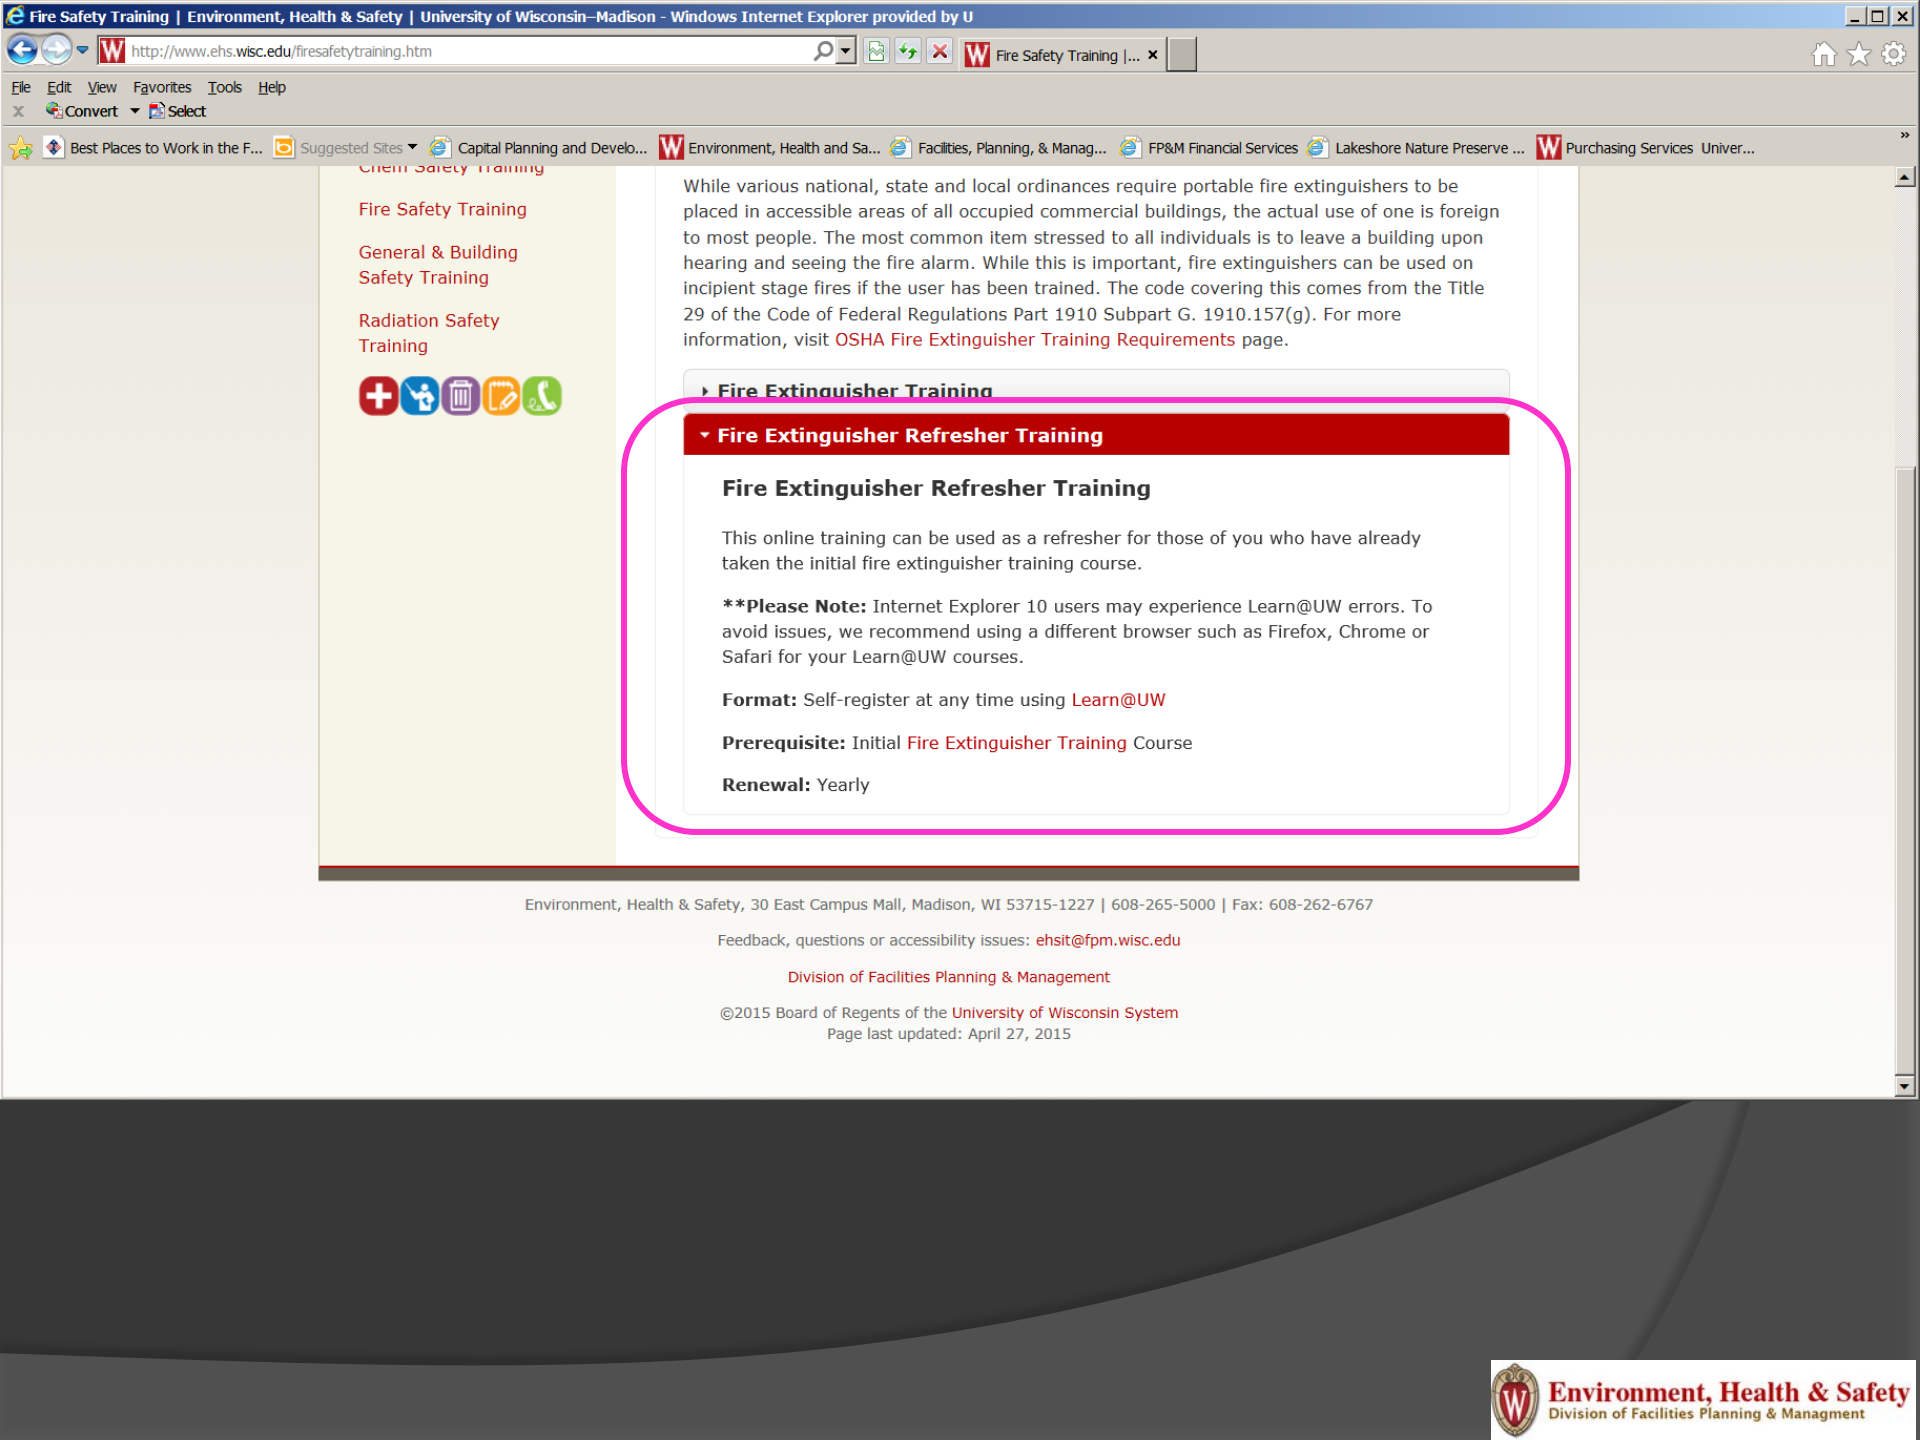 Fire Safety Training | Environment, Health & Safety | University of Wisconsin–Madison - Windows Internet Explorer provided by U
http://www.ehs.wisc.edu/firesafetytraining.htm
Fire Safety Training |...
File Edit View Favorites Tools Help
x Convert Select
Best Places to Work in the F... Suggested Sites Capital Planning and Develo... Environment, Health and Sa... Facilities, Planning, & Manag... FP&M Financial Services Lakeshore Nature Preserve ... Purchasing Services Univer... »
Chem Safety Training
Fire Safety Training
General & Building
Safety Training
Radiation Safety
Training
While various national, state and local ordinances require portable fire extinguishers to be
placed in accessible areas of all occupied commercial buildings, the actual use of one is foreign
to most people. The most common item stressed to all individuals is to leave a building upon
hearing and seeing the fire alarm. While this is important, fire extinguishers can be used on
incipient stage fires if the user has been trained. The code covering this comes from the Title
29 of the Code of Federal Regulations Part 1910 Subpart G. 1910.157(g). For more
information, visit OSHA Fire Extinguisher Training Requirements page.
Fire Extinguisher Training
Fire Extinguisher Refresher Training
Fire Extinguisher Refresher Training
This online training can be used as a refresher for those of you who have already
taken the initial fire extinguisher training course.
**Please Note: Internet Explorer 10 users may experience Learn@UW errors. To
avoid issues, we recommend using a different browser such as Firefox, Chrome or
Safari for your Learn@UW courses.
Format: Self-register at any time using Learn@UW
Prerequisite: Initial Fire Extinguisher Training Course
Renewal: Yearly
Environment, Health & Safety, 30 East Campus Mall, Madison, WI 53715-1227 | 608-265-5000 | Fax: 608-262-6767
Feedback, questions or accessibility issues: ehsit@fpm.wisc.edu
Division of Facilities Planning & Management
©2015 Board of Regents of the University of Wisconsin System
Page last updated: April 27, 2015
W
Environment, Health & Safety
Division of Facilities Planning & Managment